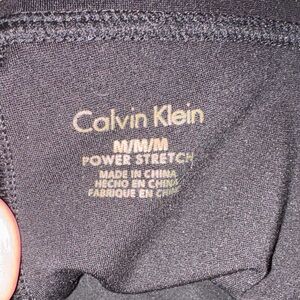 Calvin Klein
M/M/M
POWER STRETCH
MADE IN CHINA
HECHO EN CHINA
FABRIQUE EN CHINE